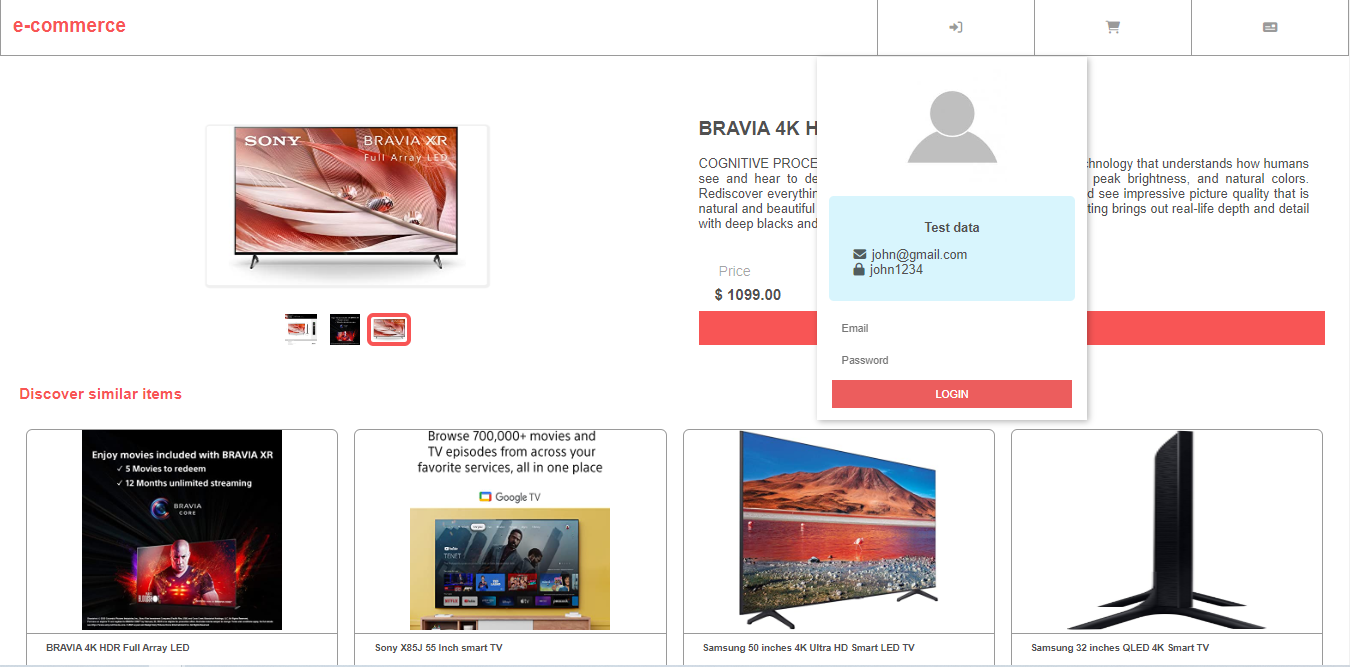 e-commerce
SONY
BRAVIA XR
Full Array LED
BRAVIA 4K H
COGNITIVE PROCE
chnology that understands how humans
see and hear to de
peak brightness, and natural colors.
Rediscover everythin
d see impressive picture quality that is
natural and beautiful
ting brings out real-life depth and detail
with deep blacks and
Price
$ 1099.00
Test data
john@gmail.com
john1234
Email
Password
LOGIN
Discover similar items
Enjoy movies included with BRAVIA XR
✓ 5 Movies to redeem
✓ 12 Months unlimited streaming
BRAVIA
CORE
BRAVIA 4K HDR Full Array LED
Browse 700,000+ movies and
TV episodes from across your
favorite services, all in one place
Google TV
TENET
Sony X85J 55 Inch smart TV
Samsung 50 inches 4K Ultra HD Smart LED TV
Samsung 32 inches QLED 4K Smart TV